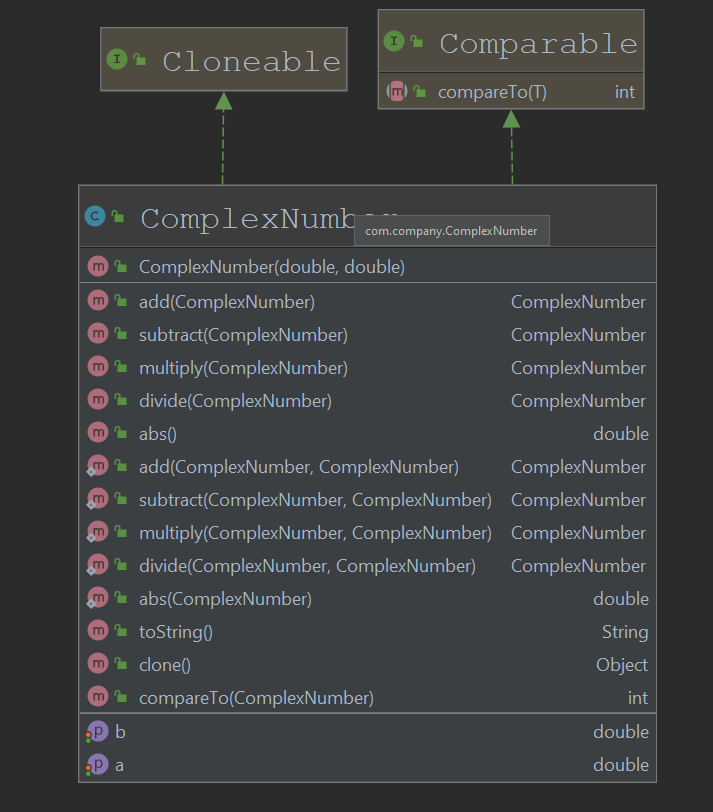 Cloneable
Comparable
compareTo(T) int
com.company.ComplexNumber
ComplexNumber(double, double)
add(ComplexNumber) ComplexNumber
subtract(ComplexNumber) ComplexNumber
multiply(ComplexNumber) ComplexNumber
divide(ComplexNumber) ComplexNumber
abs() double
add(ComplexNumber, ComplexNumber) ComplexNumber
subtract(ComplexNumber, ComplexNumber) ComplexNumber
multiply(ComplexNumber, ComplexNumber) ComplexNumber
divide(ComplexNumber, ComplexNumber) ComplexNumber
abs(ComplexNumber) double
toString() String
clone() Object
compareTo(ComplexNumber) int
b double
a double